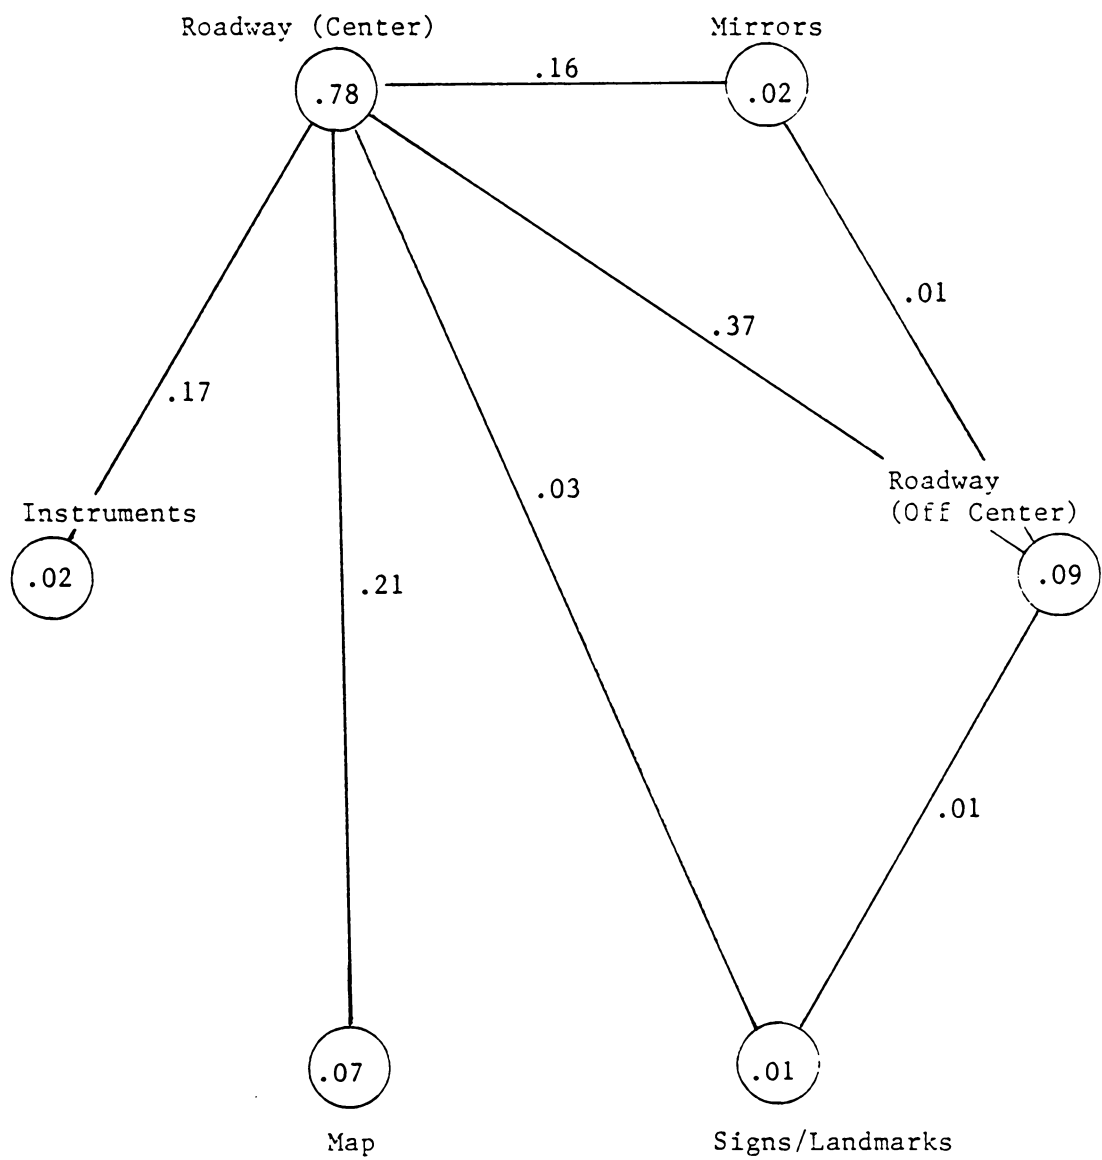 Roadway (Center)
Mirrors
.78
.16
.02
.01
.37
.17
Roadway
(Off Center)
.03
Instruments
.02
.21
.09
.01
.07
.01
Map
Signs/Landmarks